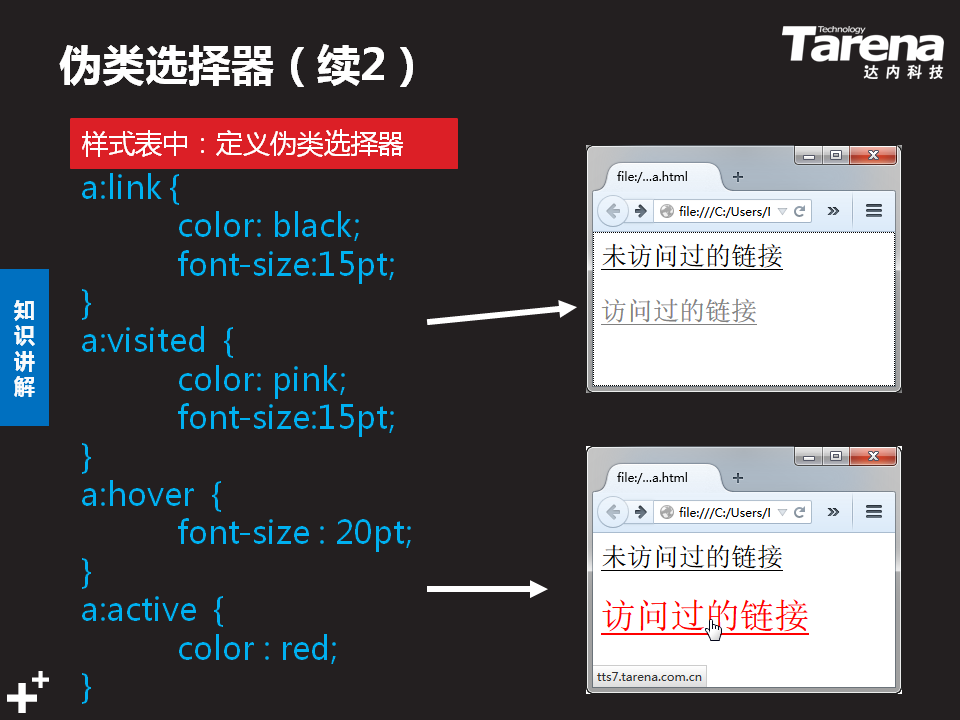 伪类选择器（续2）
Technology
Tarena
达内科技
样式表中：定义伪类选择器
a:link {
color: black;
font-size:15pt;
}
a:visited {
color: pink;
font-size:15pt;
}
a:hover {
font-size : 20pt;
}
a:active {
color : red;
}
知识讲解
file:/...a.html
file:///C:/Users/l
未访问过的链接
访问过的链接
file:/...a.html
file:///C:/Users/l
未访问过的链接
访问过的链接
tts7.tarena.com.cn